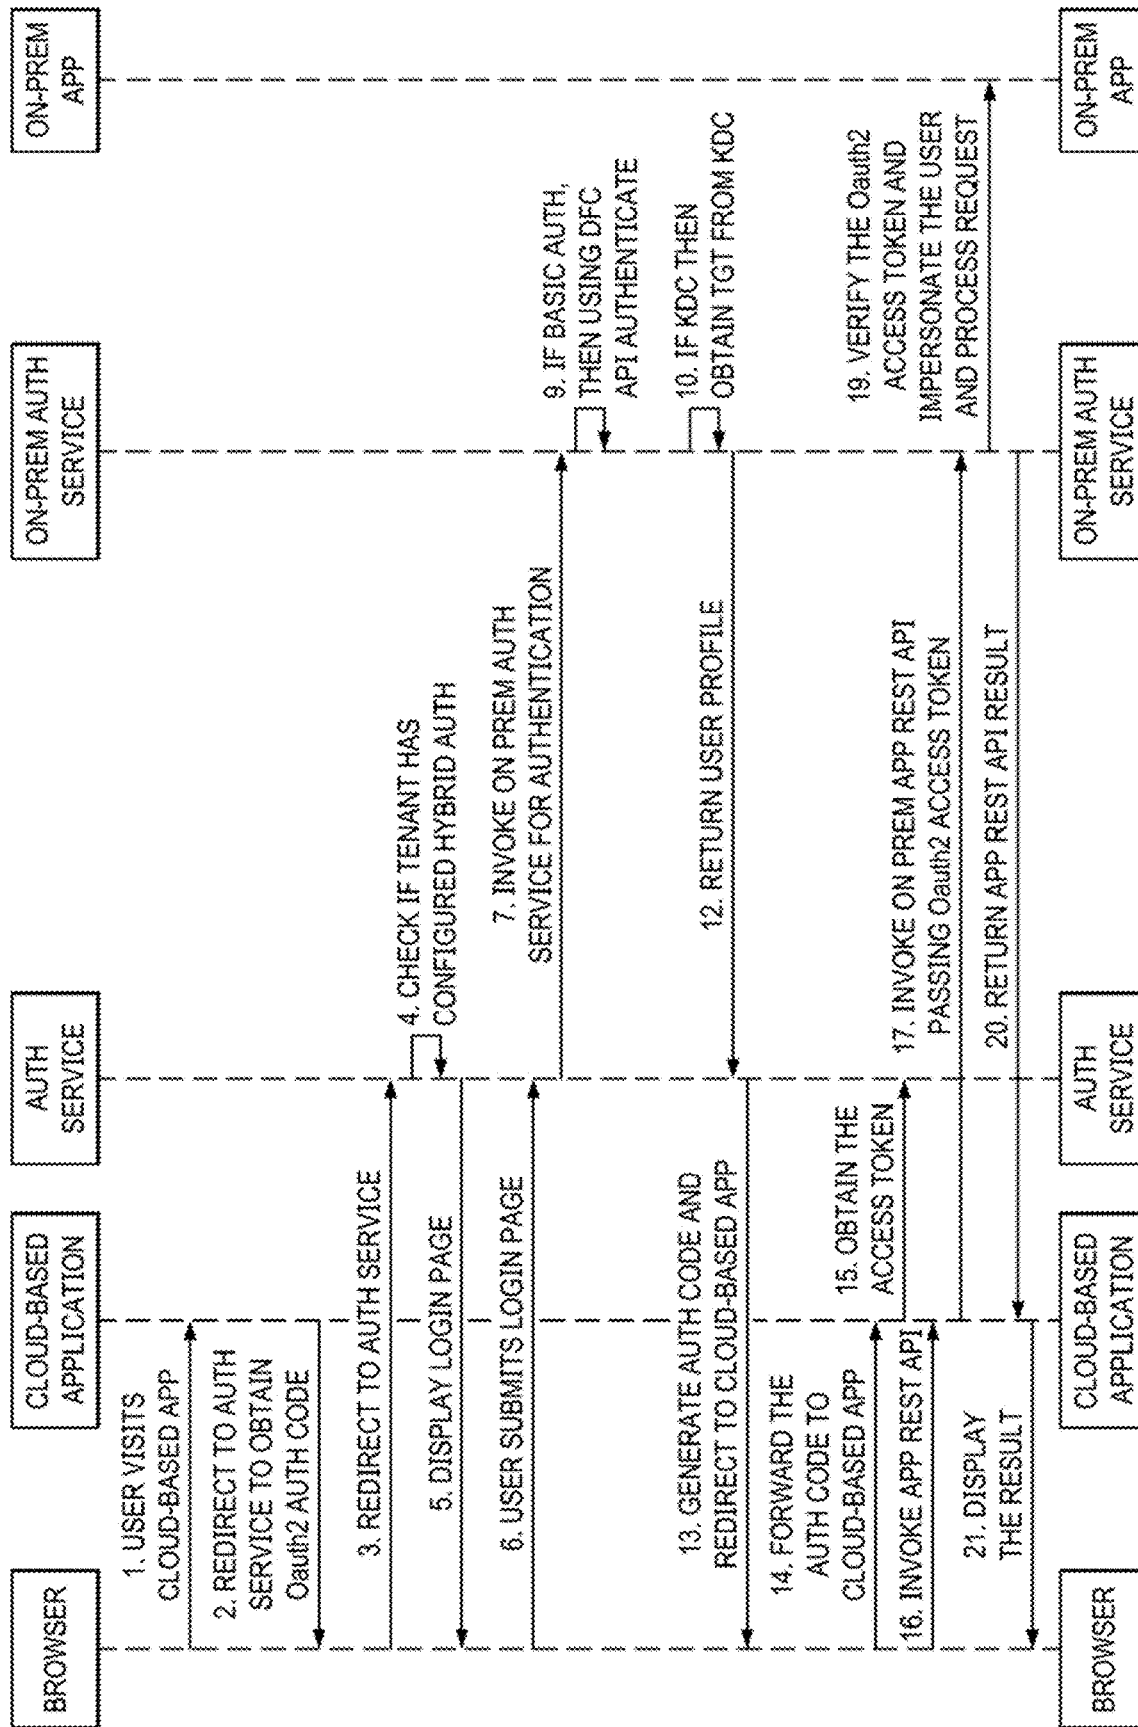 BROWSER
CLOUD-BASED
APPLICATION
AUTH
SERVICE
ON-PREM AUTH
SERVICE
ON-PREM
APP
1. USER VISITS
CLOUD-BASED APP
2. REDIRECT TO AUTH
SERVICE TO OBTAIN
Oauth2 AUTH CODE
3. REDIRECT TO AUTH SERVICE
4. CHECK IF TENANT HAS
CONFIGURED HYBRID AUTH
5. DISPLAY LOGIN PAGE
6. USER SUBMITS LOGIN PAGE
7. INVOKE ON PREM AUTH
SERVICE FOR AUTHENTICATION
9. IF BASIC AUTH,
THEN USING DFC
API AUTHENTICATE
10. IF KDC THEN
OBTAIN TGT FROM KDC
12. RETURN USER PROFILE
13. GENERATE AUTH CODE AND
REDIRECT TO CLOUD-BASED APP
14. FORWARD THE
AUTH CODE TO
CLOUD-BASED APP
15. OBTAIN THE
ACCESS TOKEN
16. INVOKE APP REST API
17. INVOKE ON PREM APP REST API
PASSING Oauth2 ACCESS TOKEN
19. VERIFY THE Oauth2
ACCESS TOKEN AND
IMPERSONATE THE USER
AND PROCESS REQUEST
20. RETURN APP REST API RESULT
21. DISPLAY
THE RESULT
BROWSER
CLOUD-BASED
APPLICATION
AUTH
SERVICE
ON-PREM AUTH
SERVICE
ON-PREM
APP